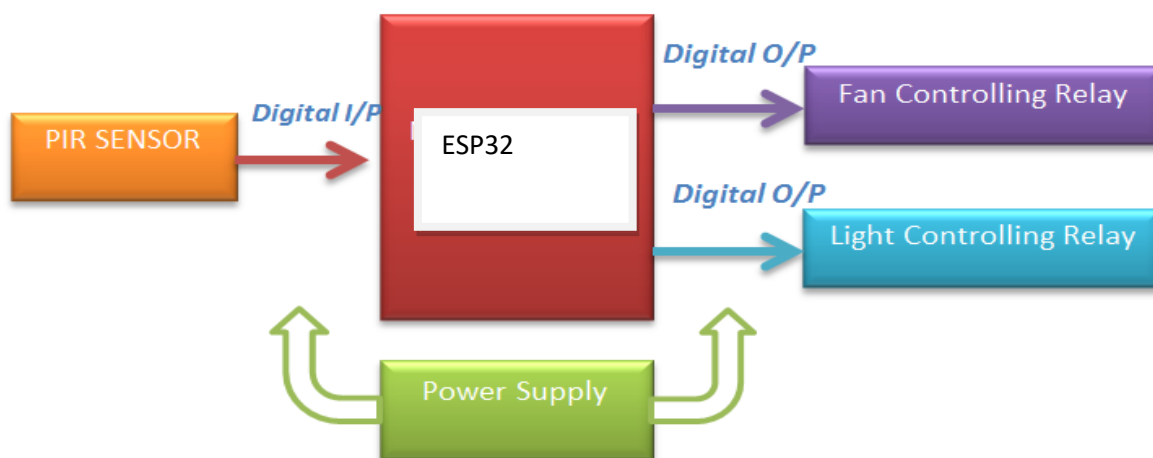 PIR SENSOR
Digital I/P
ESP32
Digital O/P
Fan Controlling Relay
Digital O/P
Light Controlling Relay
Power Supply